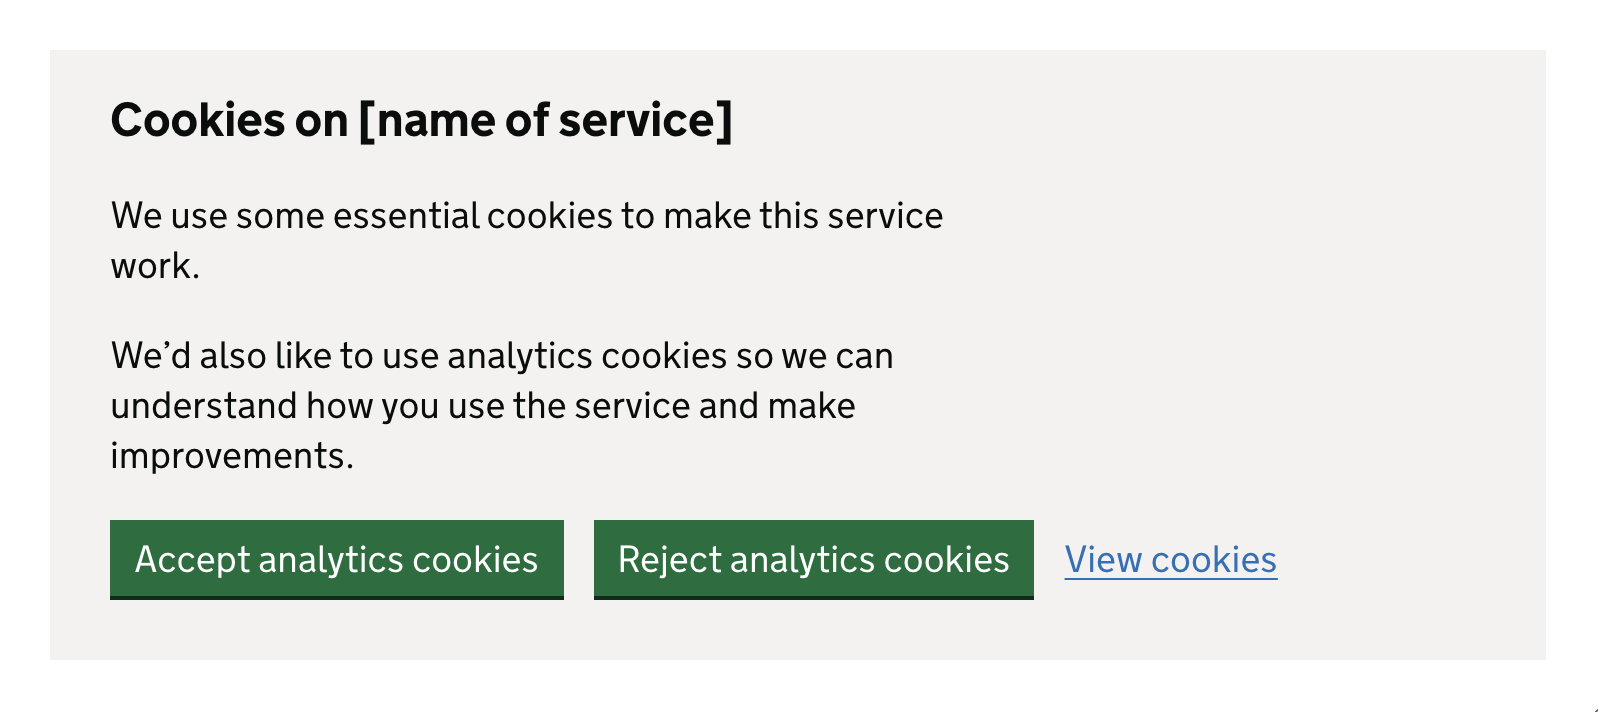 Cookies on [name of service]
We use some essential cookies to make this service
work.
We’d also like to use analytics cookies so we can
understand how you use the service and make
improvements.
Accept analytics cookies
Reject analytics cookies
View cookies